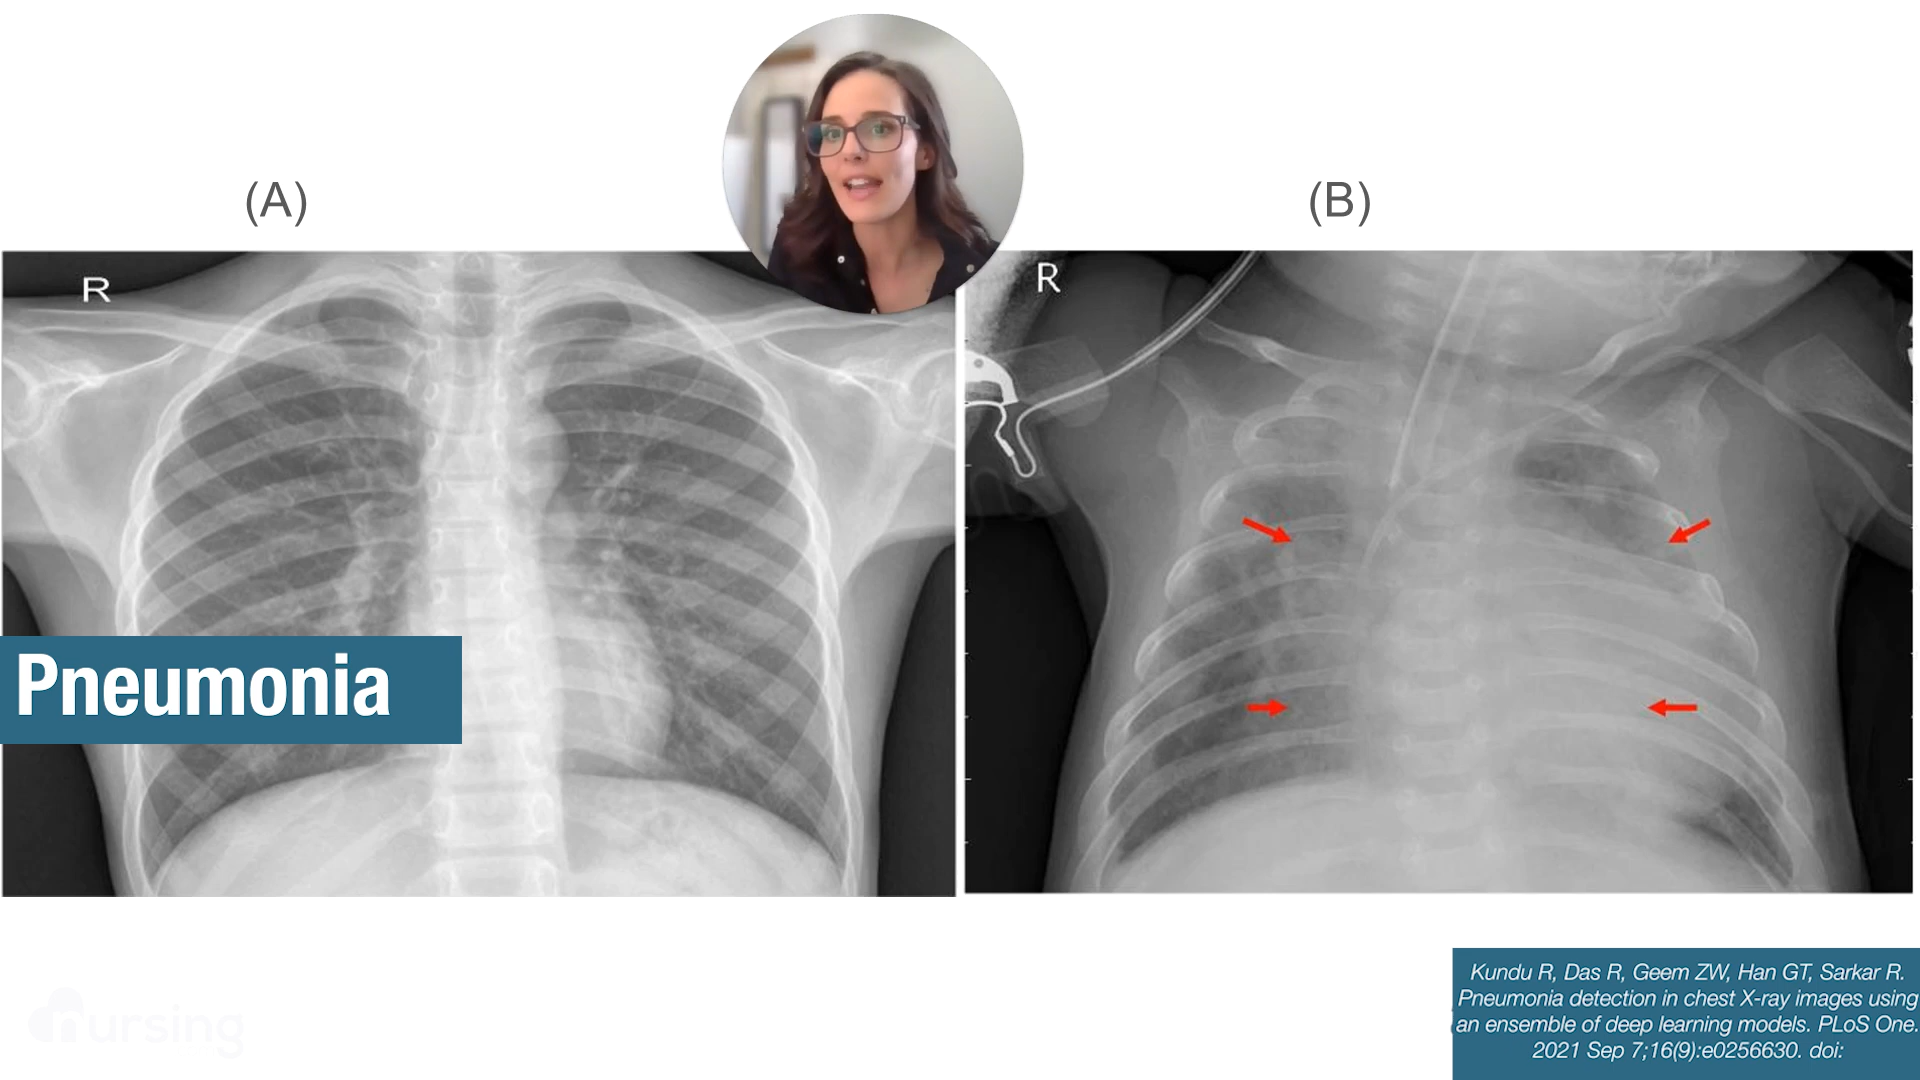 (A)
(B)
R
R
Pneumonia
Kundu R, Das R, Geem ZW, Han GT, Sarkar R.
Pneumonia detection in chest X-ray images using
an ensemble of deep learning models. PLoS One.
2021 Sep 7;16(9):e0256630. doi:
nursing